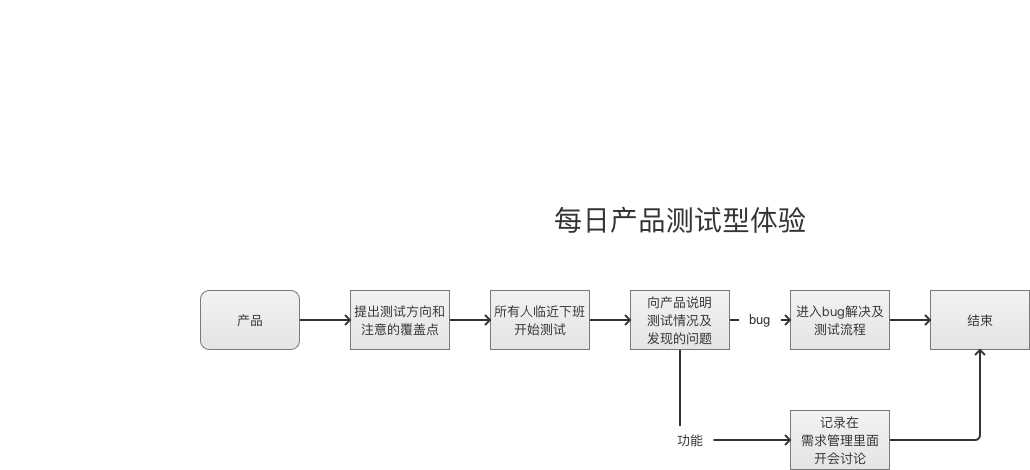 每日产品测试型体验
产品
提出测试方向和
注意的覆盖点
所有人临近下班
开始测试
向产品说明
测试情况及
发现的问题
bug
进入bug解决及
测试流程
结束
功能
记录在
需求管理里面
开会讨论